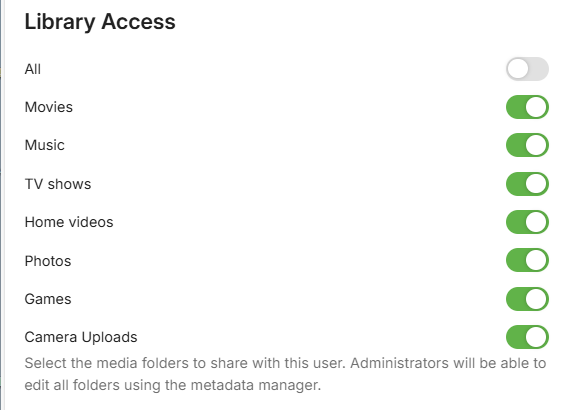 Library Access
All
Movies
Music
TV shows
Home videos
Photos
Games
Camera Uploads
Select the media folders to share with this user. Administrators will be able to
edit all folders using the metadata manager.